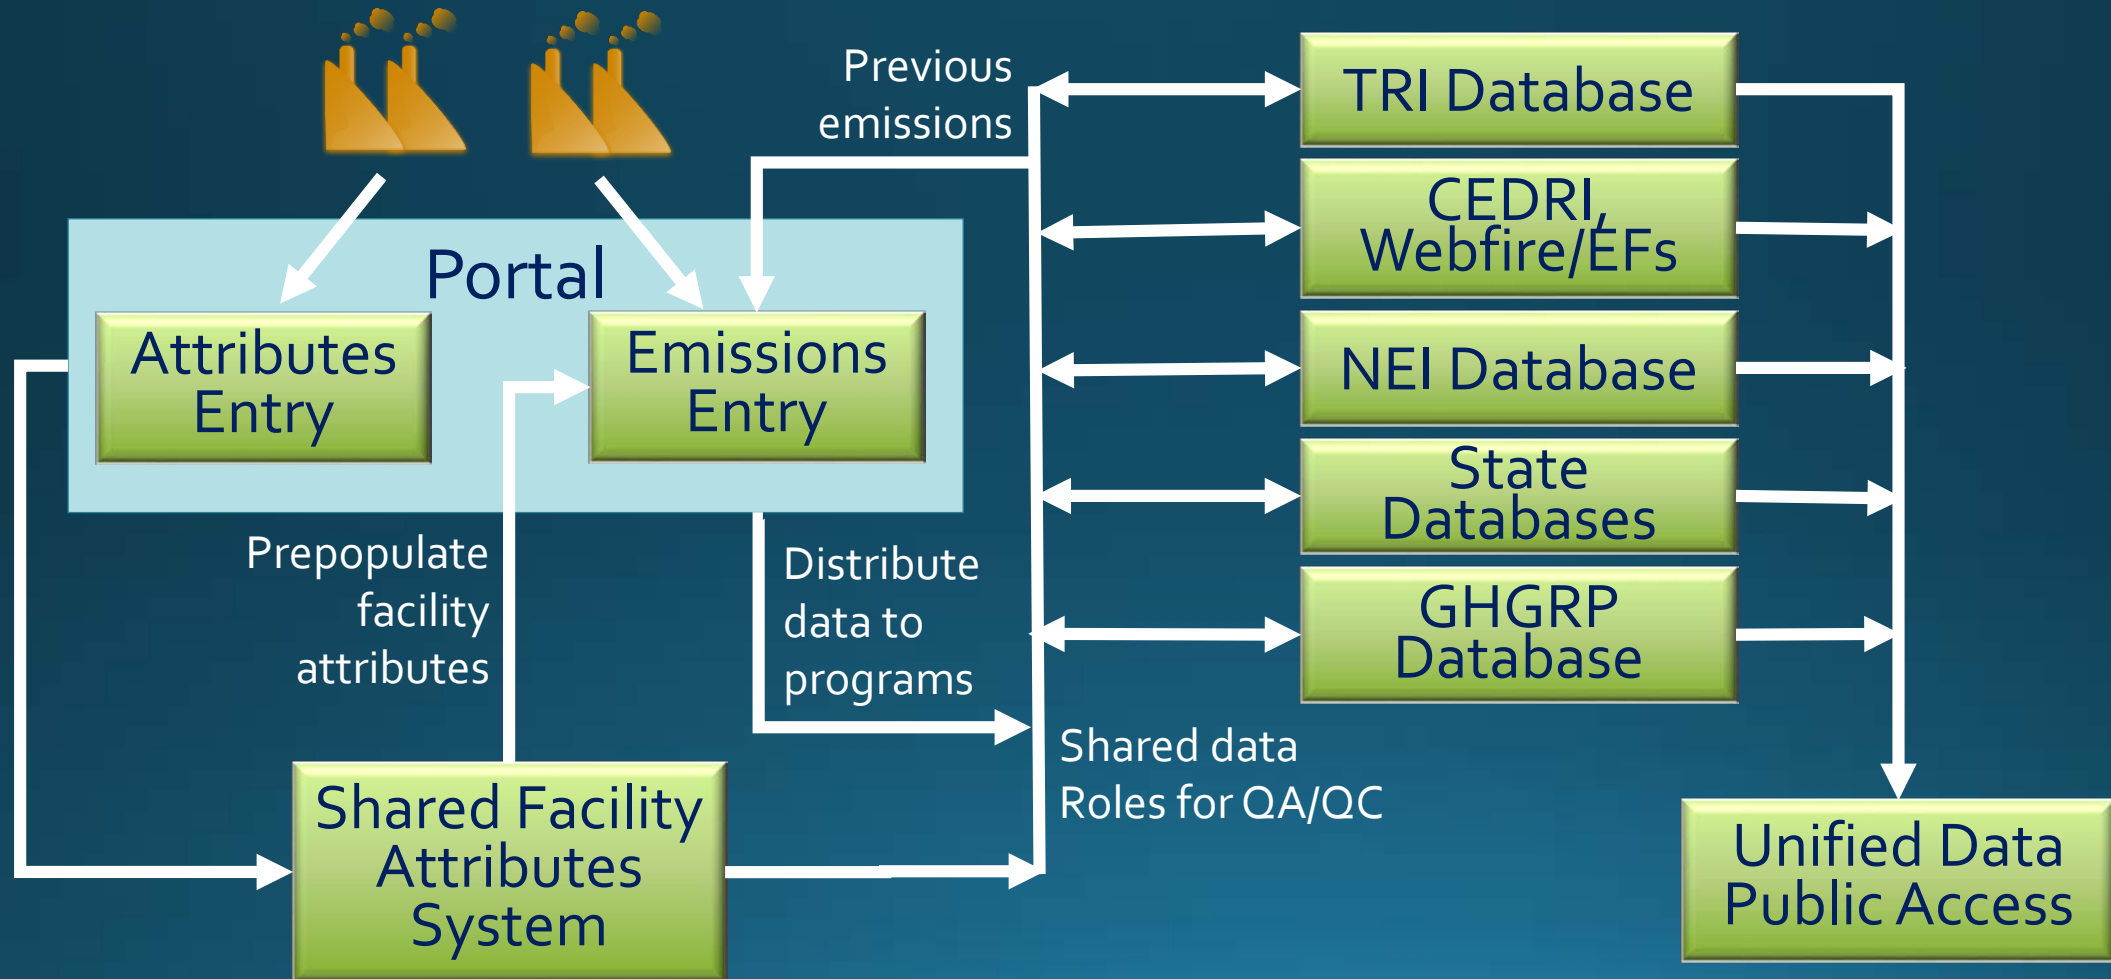 Previous
emissions
TRI Database
CEDRI,
Webfire/EFs
Portal
Attributes
Entry
Emissions
Entry
NEI Database
State
Databases
Prepopulate
facility
attributes
Distribute
data to
programs
GHGRP
Database
Shared data
Roles for QA/QC
Shared Facility
Attributes
System
Unified Data
Public Access